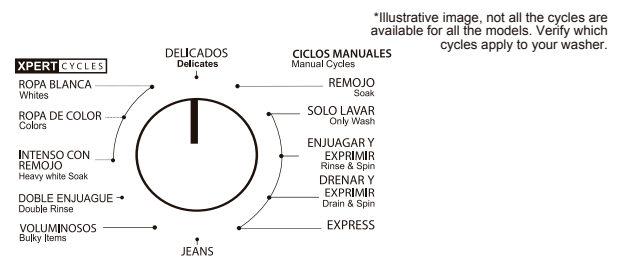 *Illustrative image, not all the cycles are
available for all the models. Verify which
cycles apply to your washer.
DELICADOS
Delicates
XPERT CYCLES
ROPA BLANCA
Whites
ROPA DE COLOR
Colors
INTENSO CON
REMOJO
Heavy white Soak
DOBLE ENJUAGUE
Double Rinse
VOLUMINOSOS
Bulky Items
JEANS
CICLOS MANUALES
Manual Cycles
REMOJO
Soak
SOLO LAVAR
Only Wash
ENJUAGAR Y
EXPRIMIR
Rinse & Spin
DRENAR Y
EXPRIMIR
Drain & Spin
EXPRESS